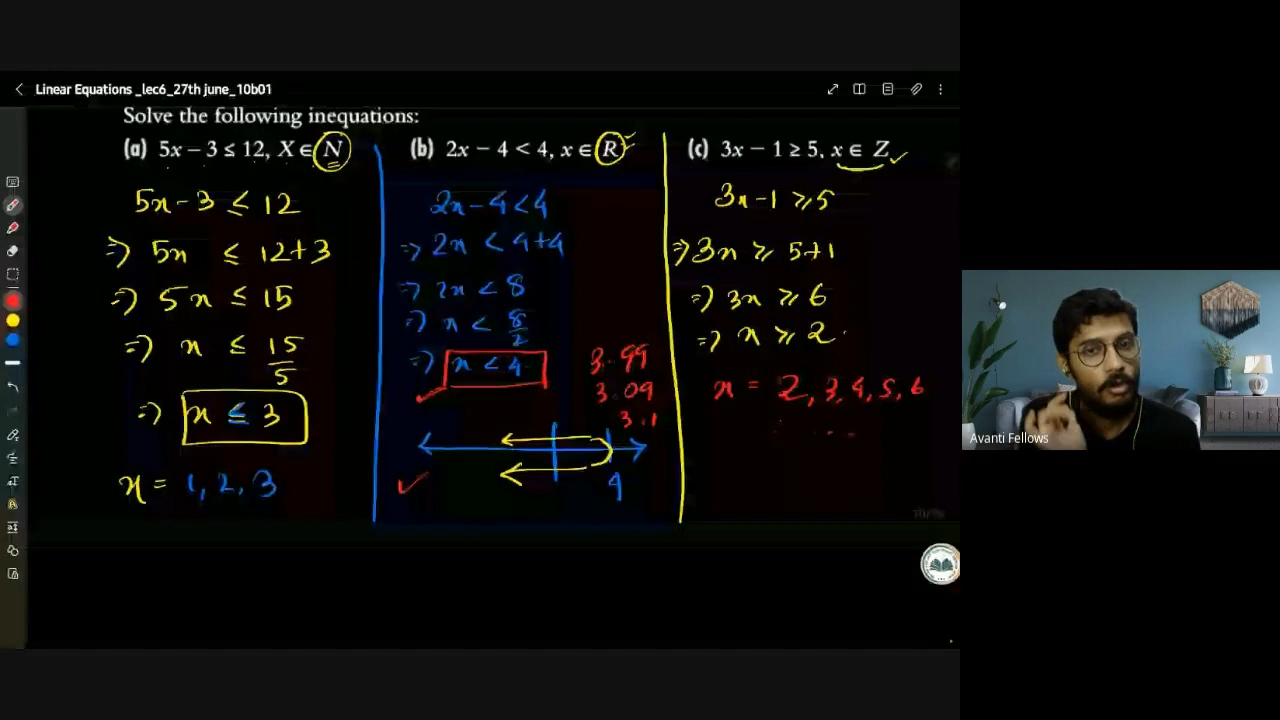 Linear Equations _lec6_27th june_10b01
Solve the following inequations:
(a) 5x − 3 ≤ 12, X ∈ N
5x - 3 ≤ 12
⇒ 5x ≤ 12+3
⇒ 5x ≤ 15
⇒ x ≤ 15/5
⇒ x ≤ 3
x = 1, 2, 3
(b) 2x − 4 < 4, x ∈ R
2x - 4 < 4
⇒ 2x < 4+4
⇒ 2x < 8
⇒ x < 8/2
⇒ x < 4
3.99
3.09
3.1
4
(c) 3x − 1 ≥ 5, x ∈ Z
3x - 1 ≥ 5
⇒ 3x ≥ 5+1
⇒ 3x ≥ 6
⇒ x ≥ 2
x = 2, 3, 4, 5, 6
. . . .
Avanti Fellows